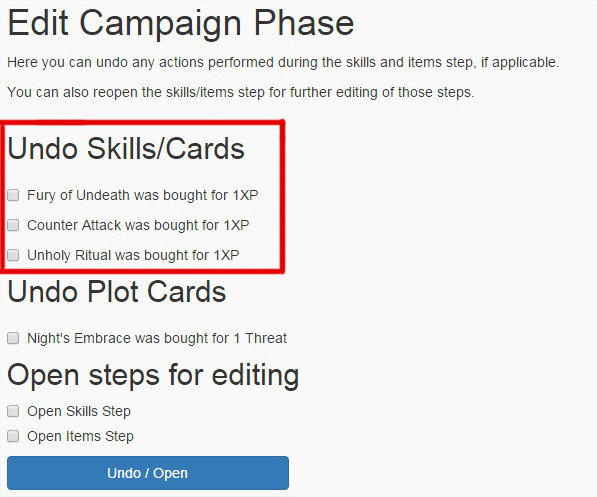 Edit Campaign Phase
Here you can undo any actions performed during the skills and items step, if applicable.
You can also reopen the skills/items step for further editing of those steps.
Undo Skills/Cards
Fury of Undeath was bought for 1XP
Counter Attack was bought for 1XP
Unholy Ritual was bought for 1XP
Undo Plot Cards
Night's Embrace was bought for 1 Threat
Open steps for editing
Open Skills Step
Open Items Step
Undo / Open